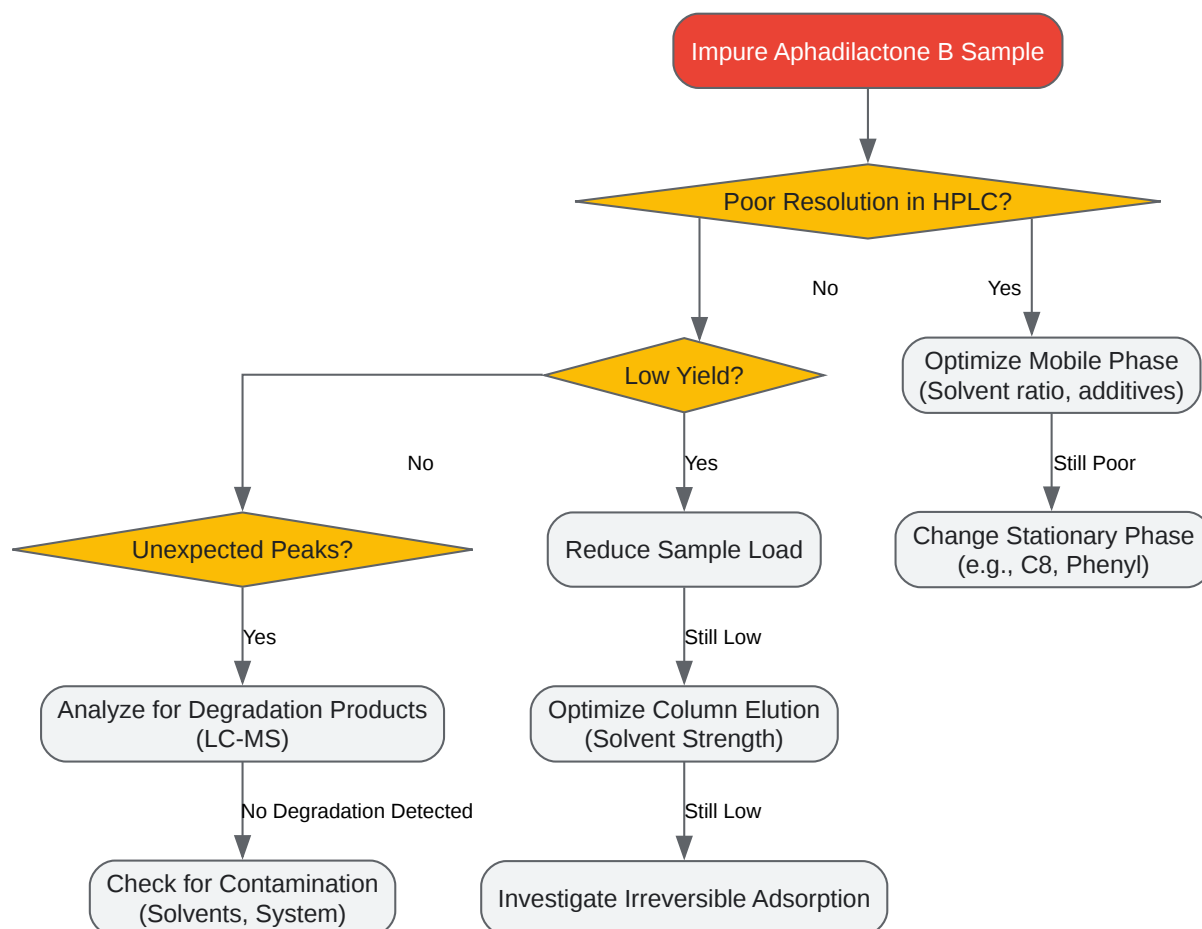 Impure Aphadilactone B Sample
Poor Resolution in HPLC?
No
Yes
Low Yield?
Optimize Mobile Phase
(Solvent ratio, additives)
No
Yes
Still Poor
Unexpected Peaks?
Reduce Sample Load
Change Stationary Phase
(e.g., C8, Phenyl)
Yes
Still Low
Analyze for Degradation Products
(LC-MS)
Optimize Column Elution
(Solvent Strength)
No Degradation Detected
Still Low
Check for Contamination
(Solvents, System)
Investigate Irreversible Adsorption